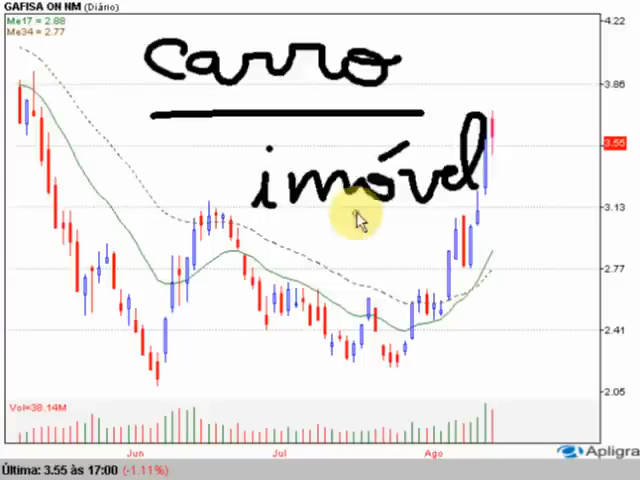 GAFISA ON NM (Diário)
Me17 = 2.88
Me34 = 2.77
carro
imóvel
4.22
3.86
3.55
3.13
2.77
2.41
2.05
Vol=38.14M
Jun Jul Ago
Apligra
Última: 3.55 às 17:00 (-1.11%)